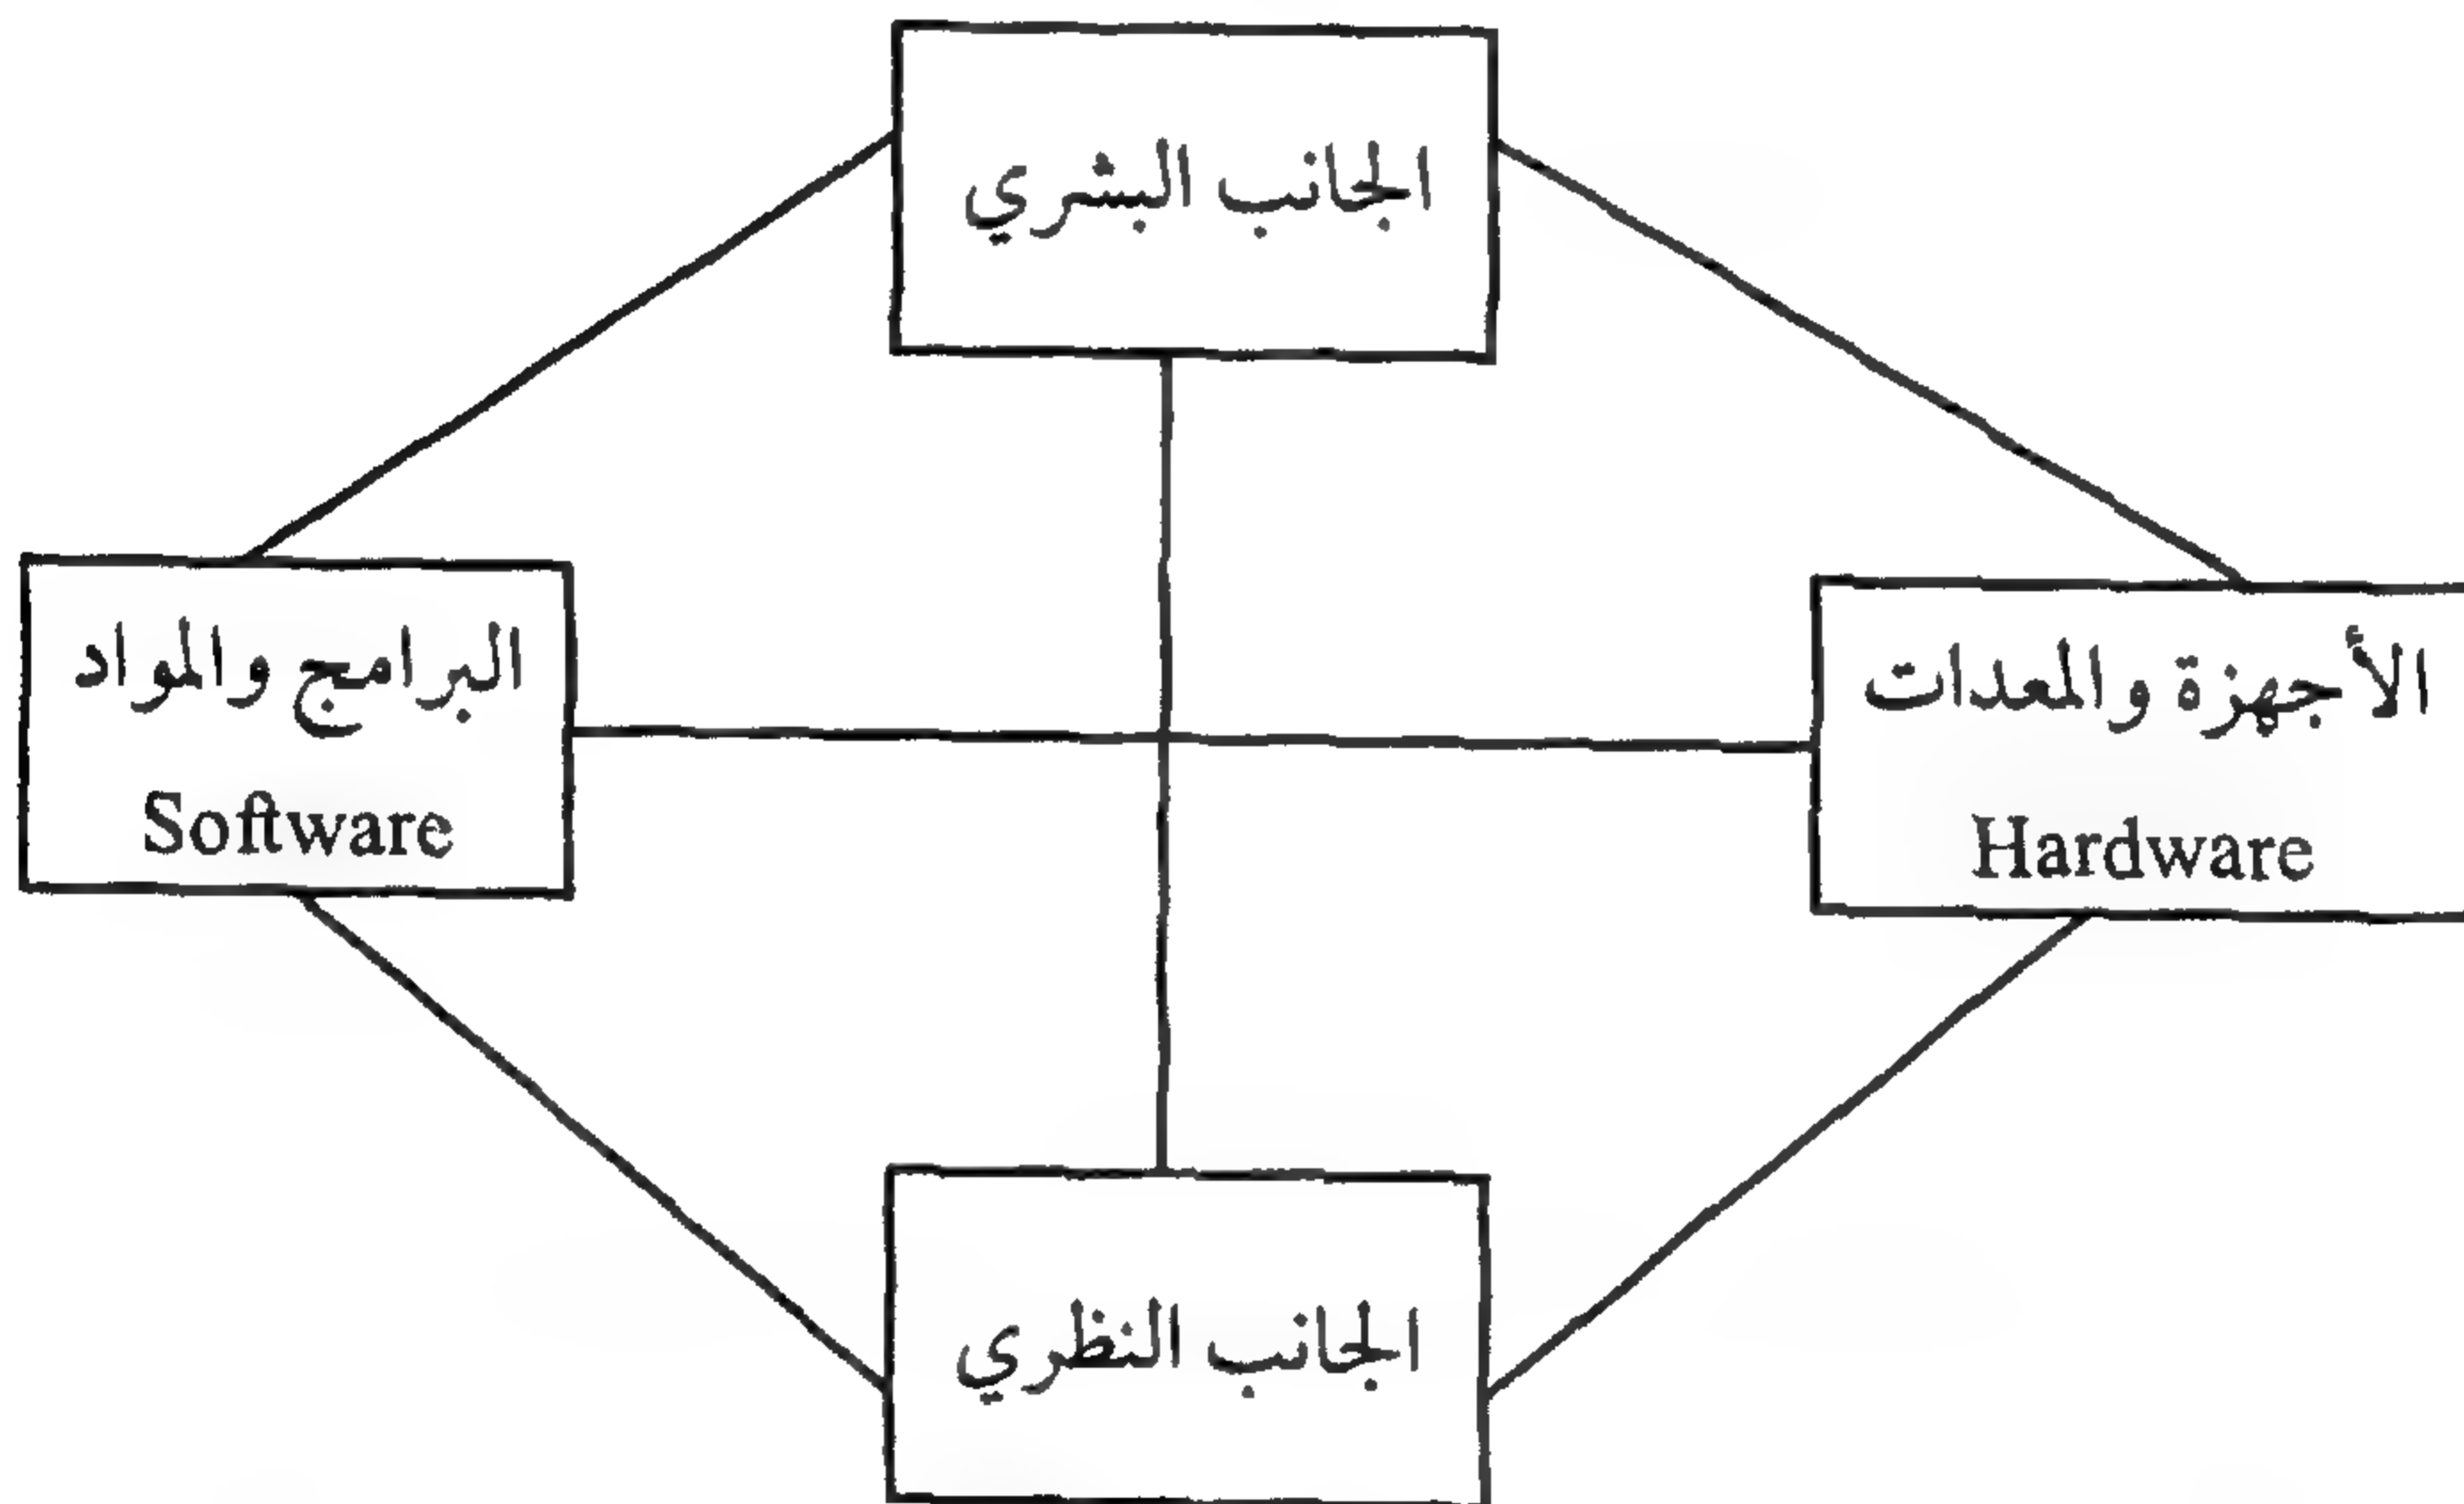 الجانب البشري
الأجهزة والمعدات
Hardware
البرامج والمواد
Software
الجانب النظري